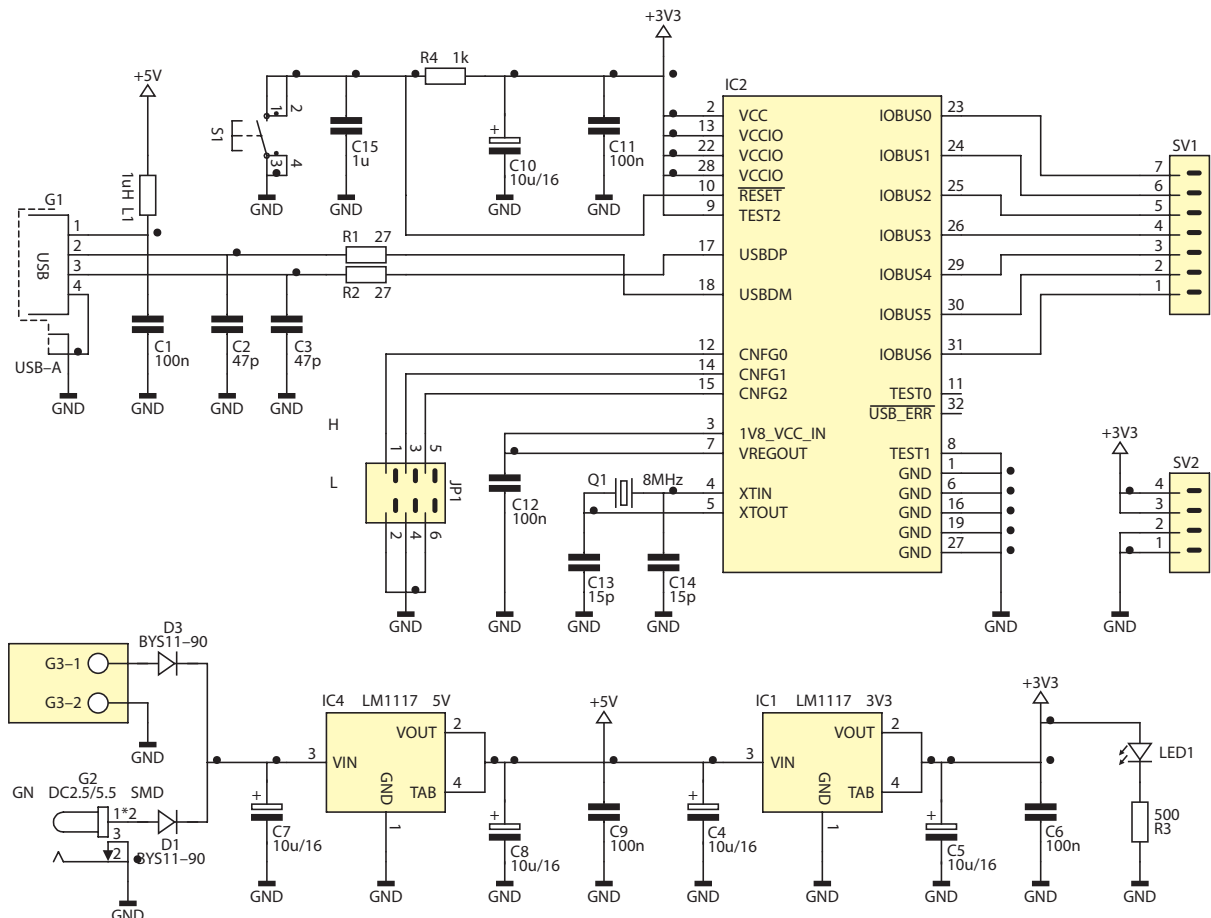 +3V3
R4 1k
+5V
IC2
2 VCC IOBUS0 23
13 VCCIO
22 VCCIO IOBUS1 24
28 VCCIO
10 RESET IOBUS2 25
9 TEST2
IOBUS3 26
17 USBDP
IOBUS4 29
18 USBDM
IOBUS5 30
12 CNFG0 IOBUS6 31
14 CNFG1
15 CNFG2 TEST0 11
USB_ERR 32
3 1V8_VCC_IN
7 VREGOUT TEST1 8
GND 1
4 XTIN GND 6
5 XTOUT GND 16
GND 19
GND 27
S1
1 2
3 4
GND
C15
1u
GND
+
C10
10u/16
GND
C11
100n
GND
SV1
7
6
5
4
3
2
1
1uH L1
G1
USB
1
2
3
4
USB-A
GND
R1 27
R2 27
C1
100n
GND
C2
47p
GND
C3
47p
GND
H
L
1 3 5
JP1
2 4 6
GND
C12
100n
GND
Q1 8MHz
C13
15p
GND
C14
15p
GND
GND
+3V3
SV2
4
3
2
1
GND
D3
BYS11-90
G3-1
G3-2
GND
G2
GN DC2.5/5.5 SMD
1*2
3
2
D1
BYS11-90
GND
+
C7
10u/16
GND
IC4 LM1117 5V
3 VIN
VOUT 2
TAB 4
GND
1
GND
+
C8
10u/16
GND
+5V
C9
100n
GND
+
C4
10u/16
GND
IC1 LM1117 3V3
3 VIN
VOUT 2
TAB 4
GND
1
GND
+
C5
10u/16
GND
+3V3
C6
100n
GND
LED1
500
R3
GND